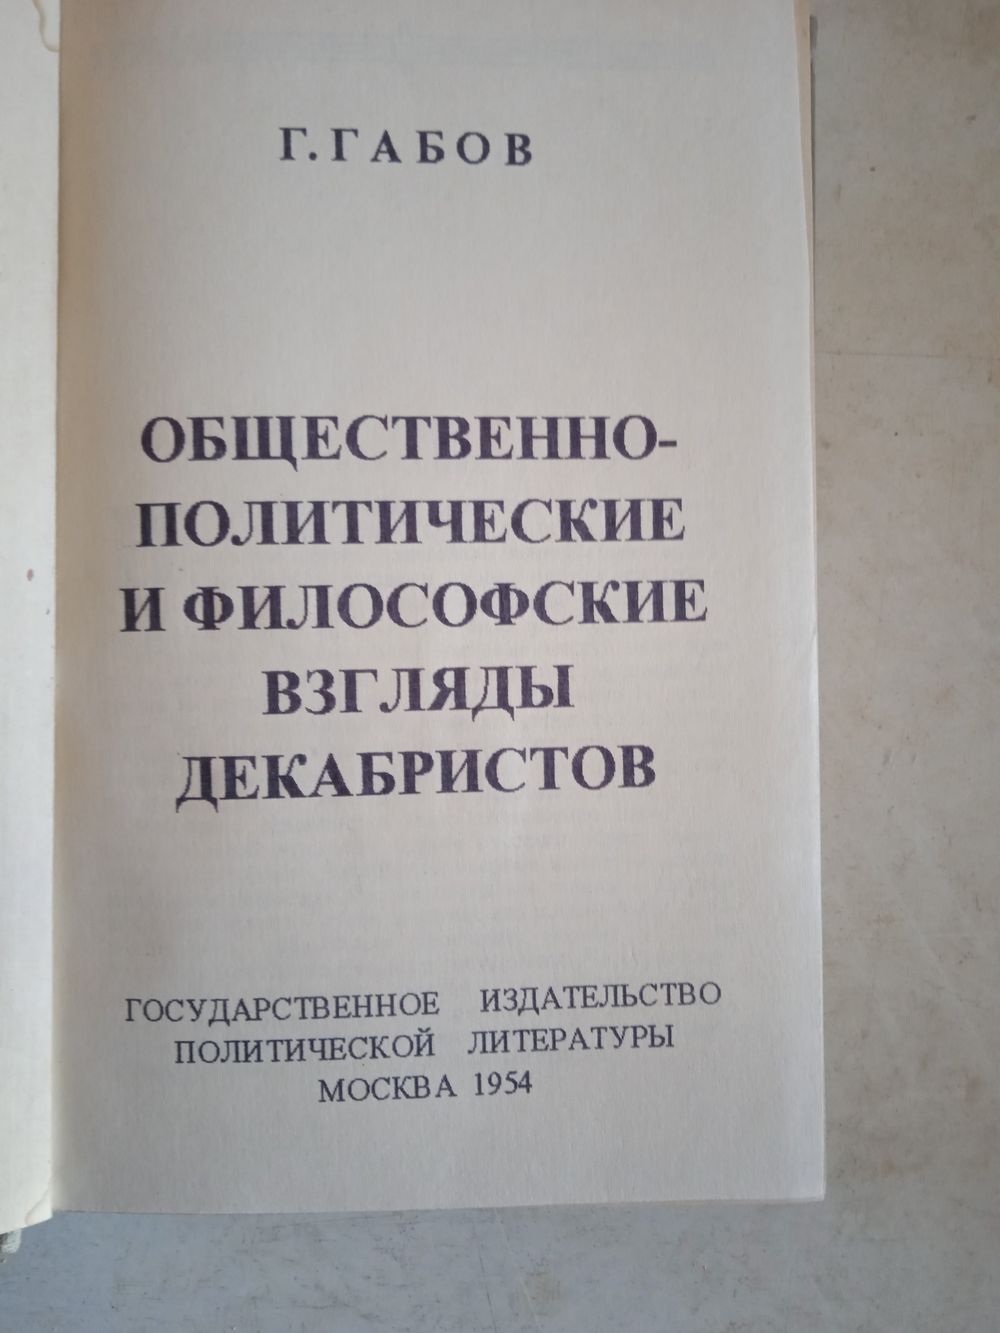 Г. ГАБОВ
ОБЩЕСТВЕННО-
ПОЛИТИЧЕСКИЕ
И ФИЛОСОФСКИЕ
ВЗГЛЯДЫ
ДЕКАБРИСТОВ
ГОСУДАРСТВЕННОЕ ИЗДАТЕЛЬСТВО
ПОЛИТИЧЕСКОЙ ЛИТЕРАТУРЫ
МОСКВА 1954